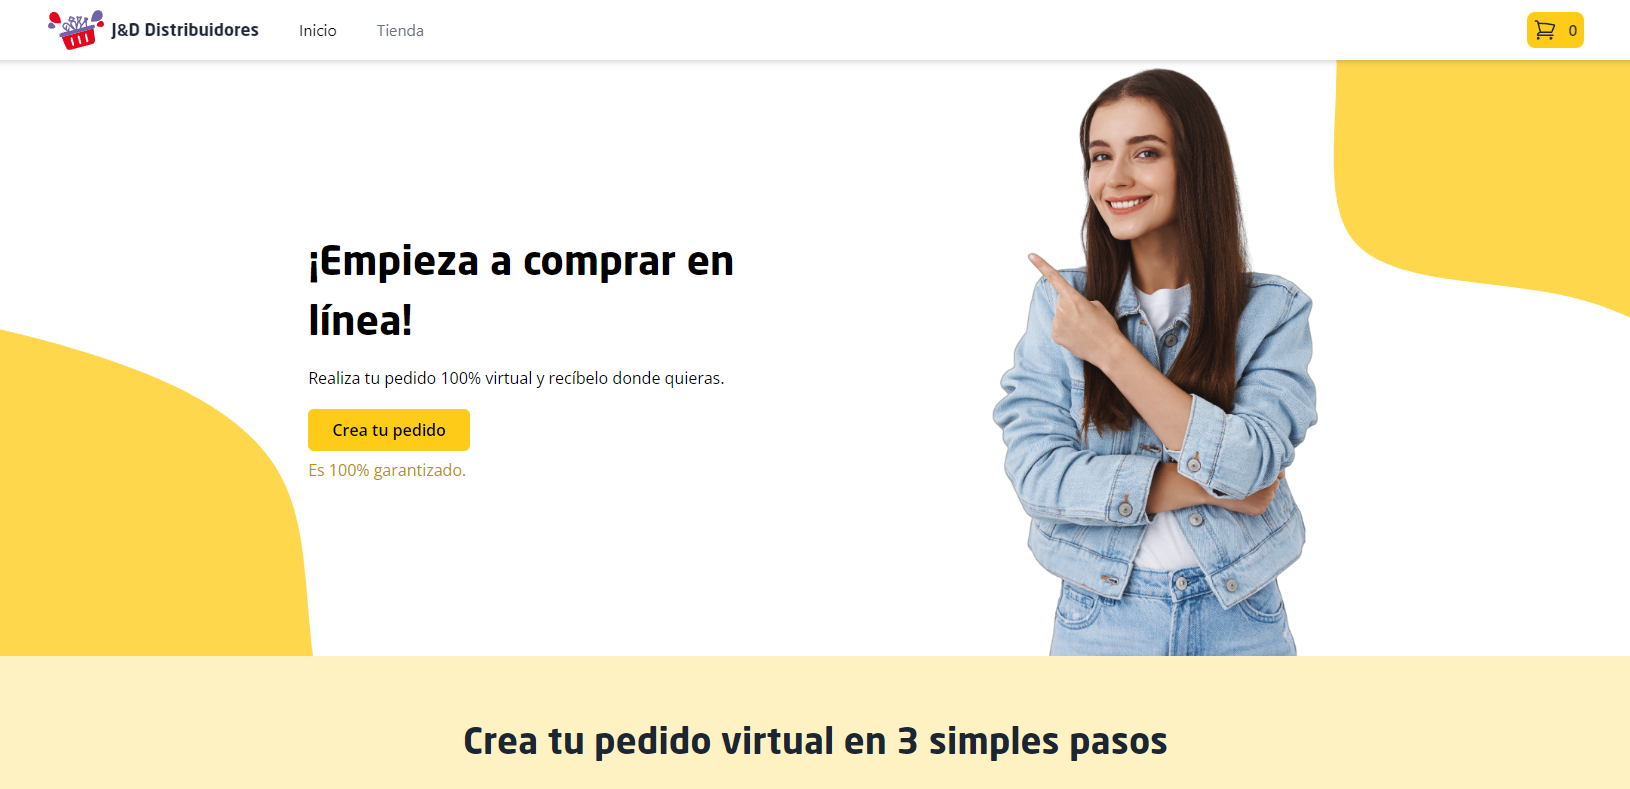 J&D Distribuidores
Inicio
Tienda
0
¡Empieza a comprar en
línea!
Realiza tu pedido 100% virtual y recíbelo donde quieras.
Crea tu pedido
Es 100% garantizado.
Crea tu pedido virtual en 3 simples pasos